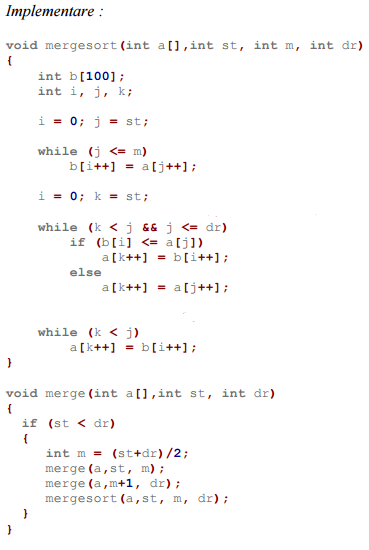 Implementare :
void mergesort(int a[],int st, int m, int dr)
{
int b[100];
int i, j, k;
i = 0; j = st;
while (j <= m)
b[i++] = a[j++];
i = 0; k = st;
while (k < j && j <= dr)
if (b[i] <= a[j])
a[k++] = b[i++];
else
a[k++] = a[j++];
while (k < j)
a[k++] = b[i++];
}
void merge(int a[],int st, int dr)
{
if (st < dr)
{
int m = (st+dr)/2;
merge(a,st, m);
merge(a,m+1, dr);
mergesort(a,st, m, dr);
}
}